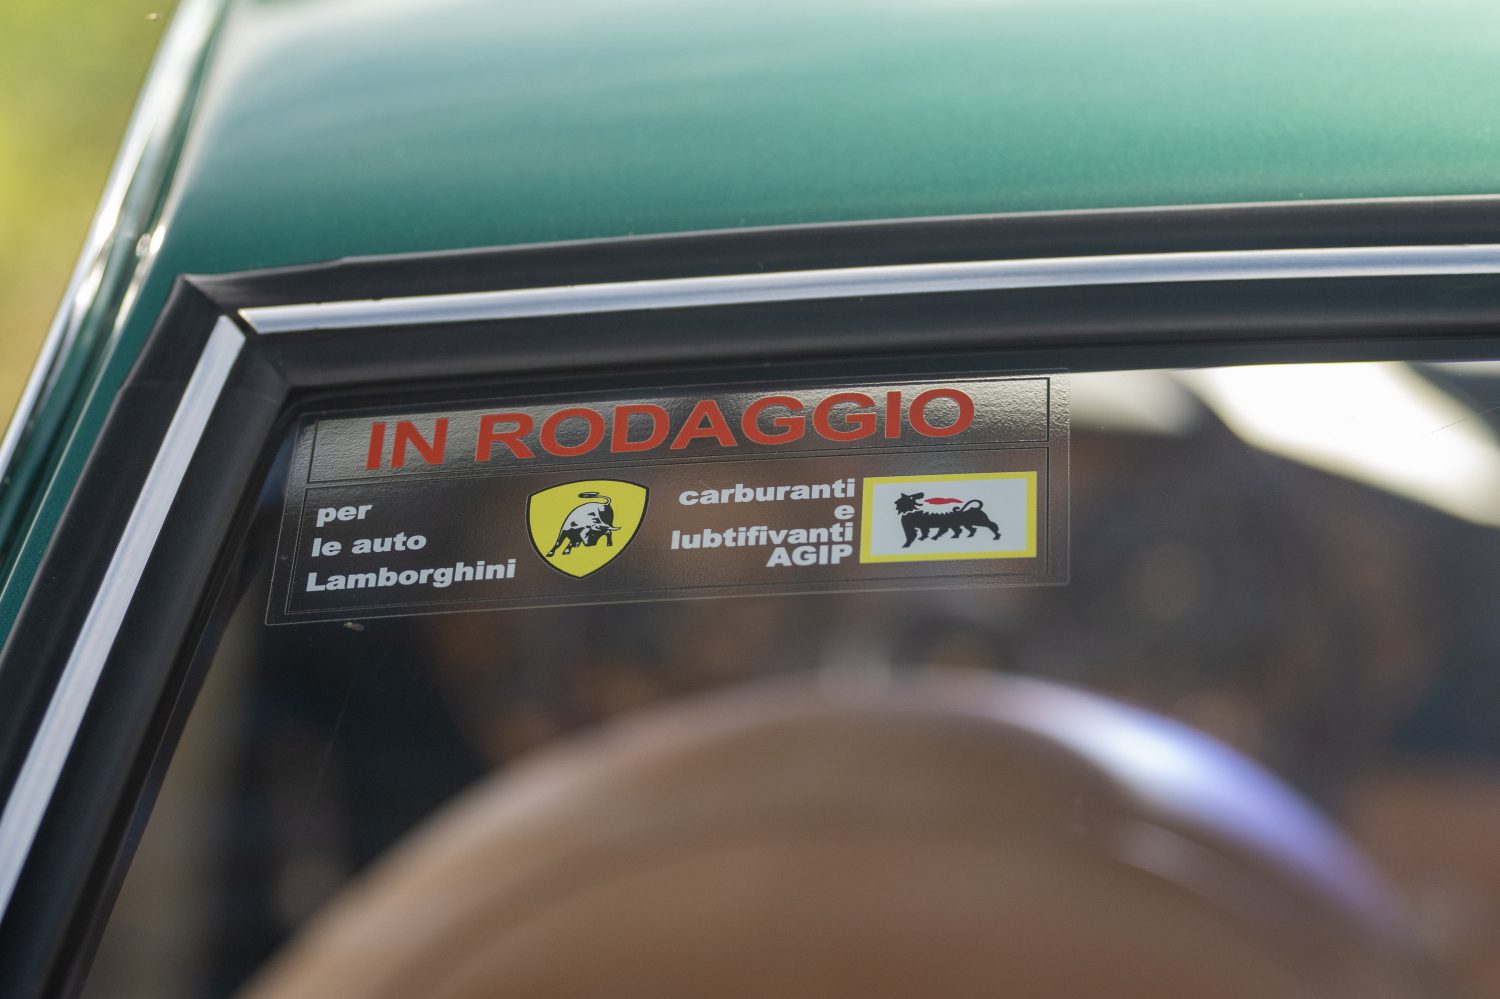 IN RODAGGIO
per
le auto
Lamborghini
carburanti
e
lubtifivanti
AGIP